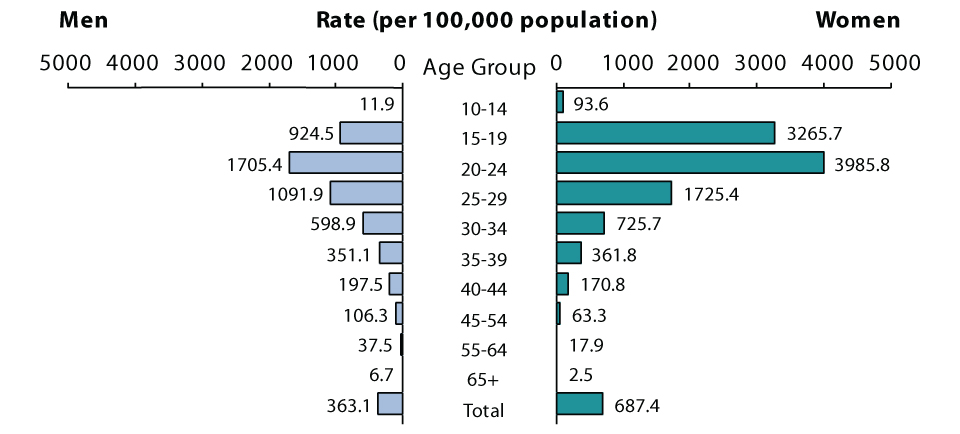 Men Rate (per 100,000 population) Women
5000 4000 3000 2000 1000 0 Age Group 0 1000 2000 3000 4000 5000
11.9 10-14 93.6
924.5 15-19 3265.7
1705.4 20-24 3985.8
1091.9 25-29 1725.4
598.9 30-34 725.7
351.1 35-39 361.8
197.5 40-44 170.8
106.3 45-54 63.3
37.5 55-64 17.9
6.7 65+ 2.5
363.1 Total 687.4